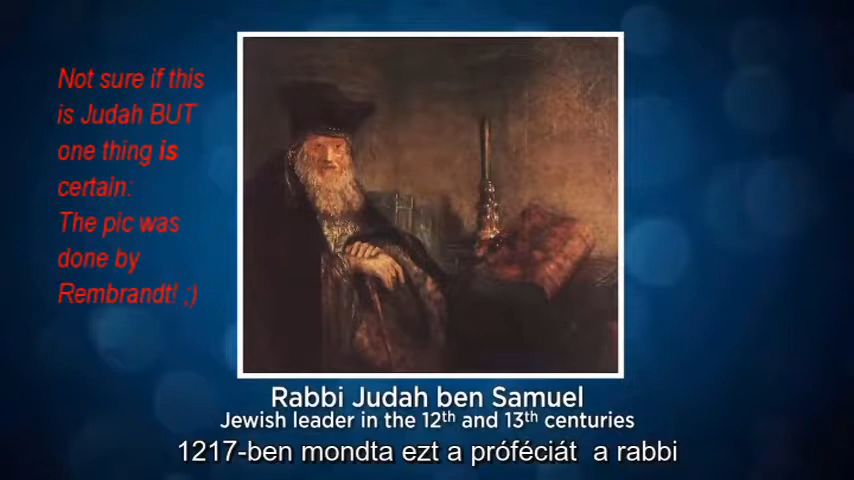 Not sure if this
is Judah BUT
one thing is
certain:
The pic was
done by
Rembrandt! ;)
Rabbi Judah ben Samuel
Jewish leader in the 12th and 13th centuries
1217-ben mondta ezt a próféciát a rabbi